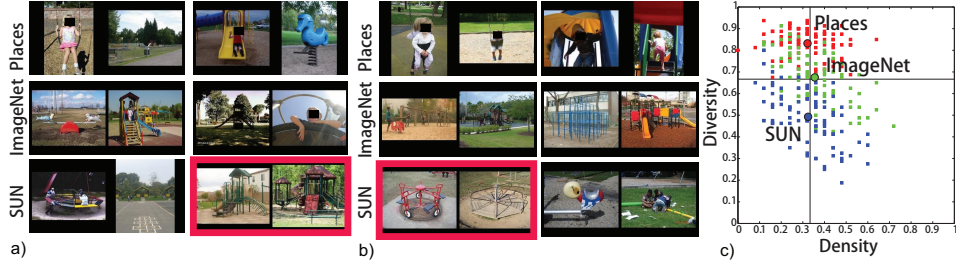 Places
ImageNet
SUN
a)
Places
ImageNet
SUN
b)
1
0.9
0.8
0.7
0.6
0.5
0.4
0.3
0.2
0.1
0
Diversity
Places
ImageNet
SUN
0 0.1 0.2 0.3 0.4 0.5 0.6 0.7 0.8 0.9 1
Density
c)